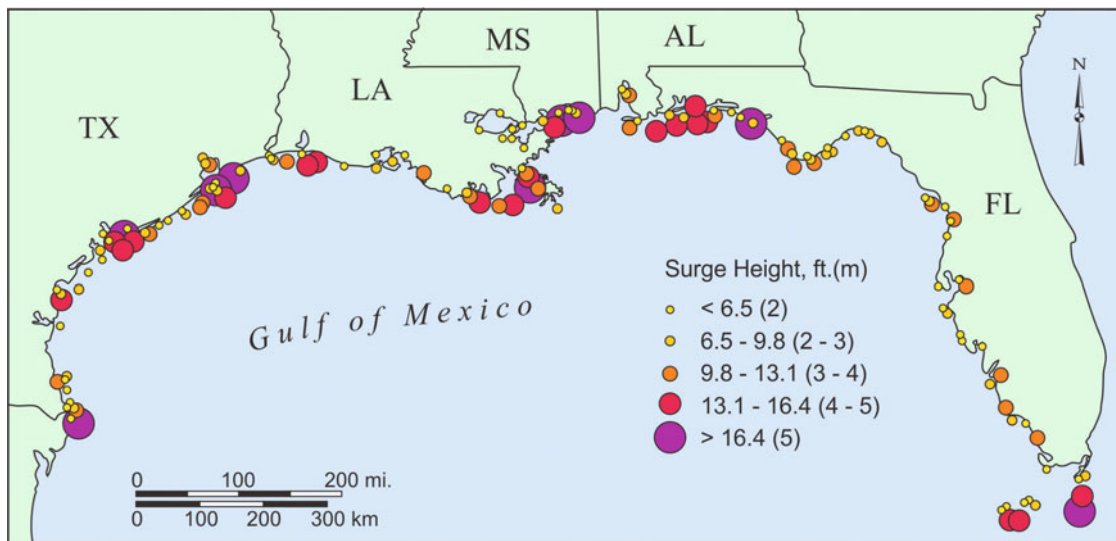 MS
AL
LA
TX
N
FL
Surge Height, ft.(m)
< 6.5 (2)
6.5 - 9.8 (2 - 3)
9.8 - 13.1 (3 - 4)
13.1 - 16.4 (4 - 5)
> 16.4 (5)
Gulf of Mexico
0 100 200 mi.
0 100 200 300 km